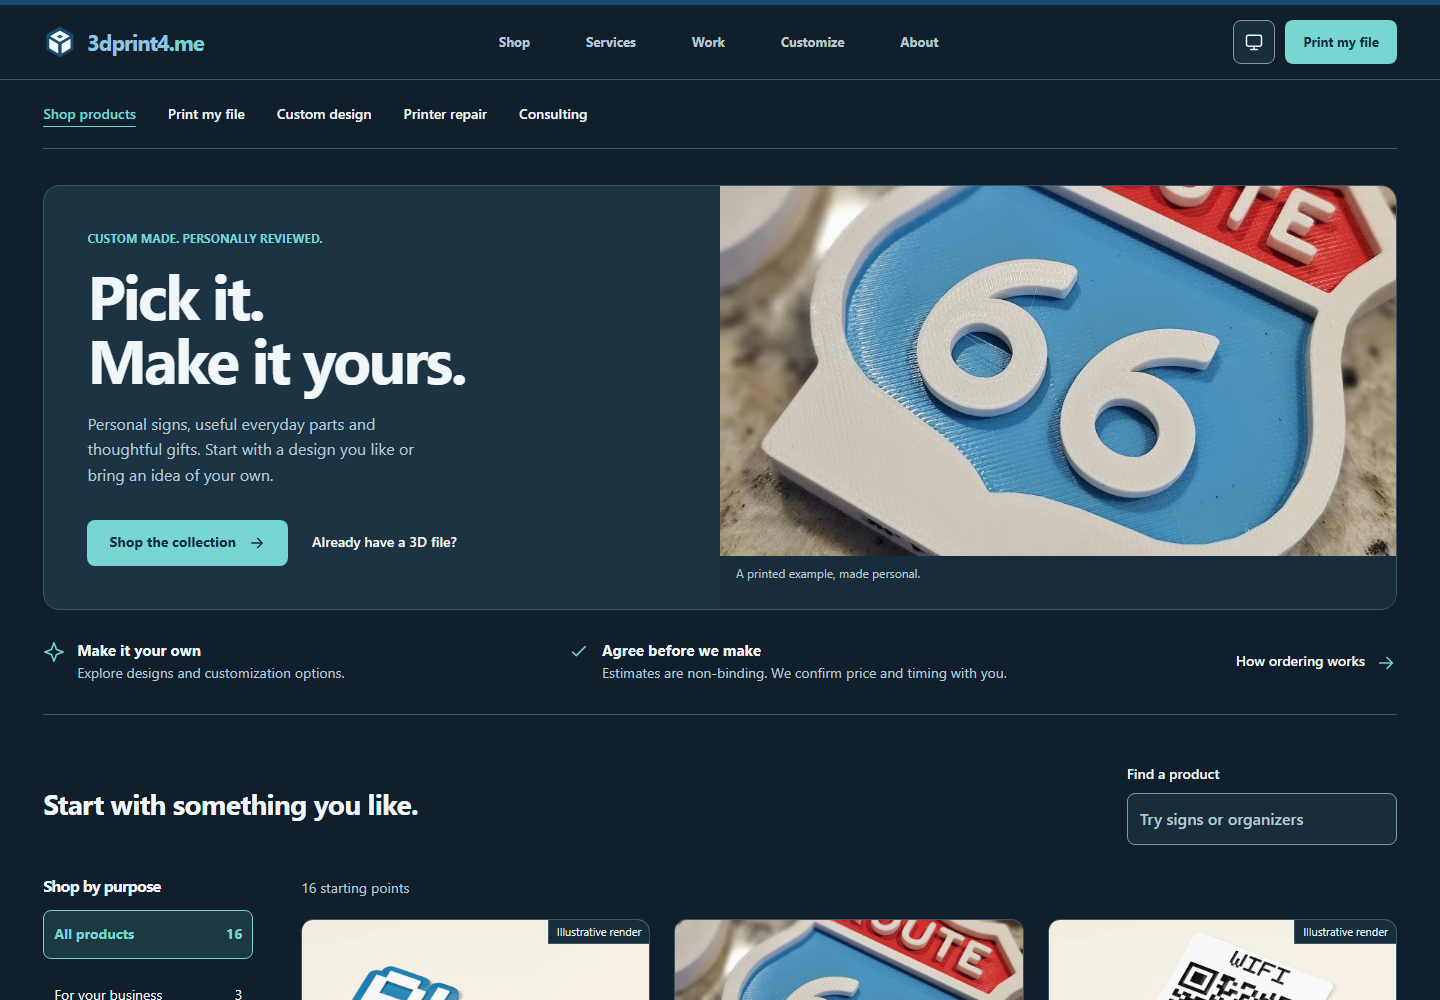 3dprint4.me
Shop
Services
Work
Customize
About
Print my file
Shop products
Print my file
Custom design
Printer repair
Consulting
CUSTOM MADE. PERSONALLY REVIEWED.
Pick it.
Make it yours.
Personal signs, useful everyday parts and
thoughtful gifts. Start with a design you like or
bring an idea of your own.
Shop the collection
Already have a 3D file?
ROUTE
66
A printed example, made personal.
Make it your own
Explore designs and customization options.
Agree before we make
Estimates are non-binding. We confirm price and timing with you.
How ordering works
Start with something you like.
Find a product
Try signs or organizers
Shop by purpose
16 starting points
All products 16
For your business 3
Illustrative render
ROUTE
Illustrative render
WIFI